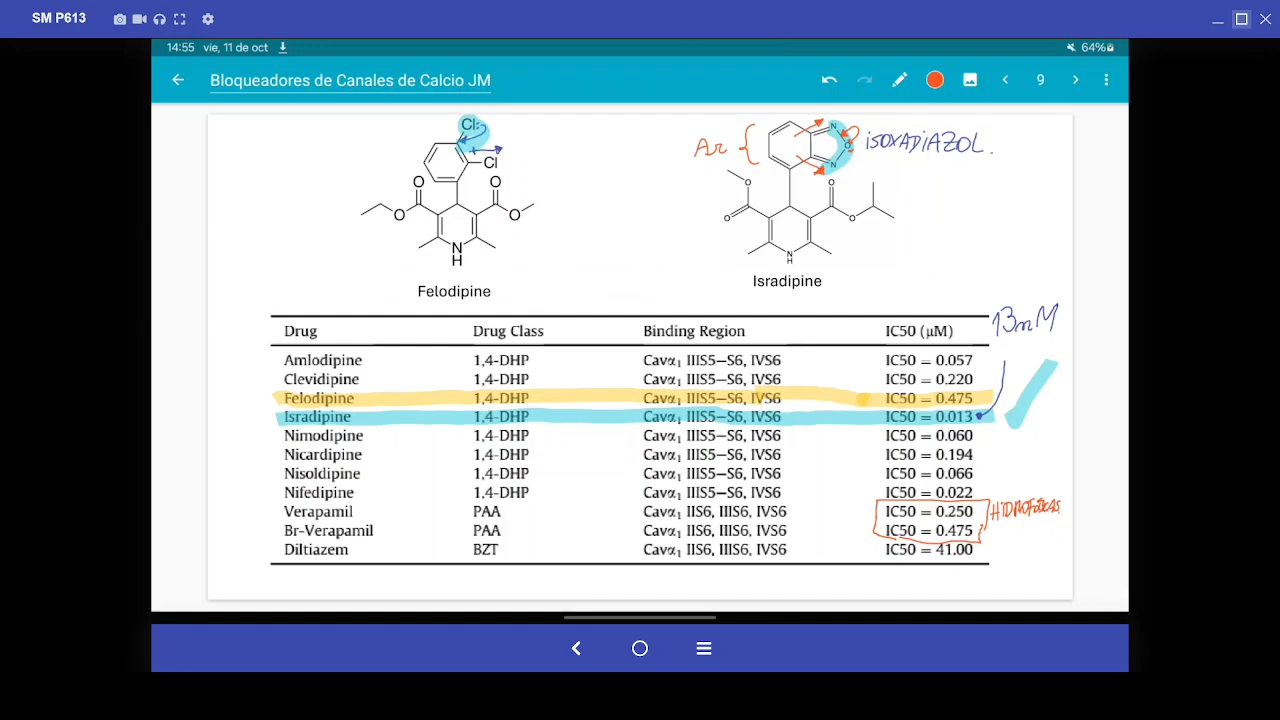 SM P613
14:55 vie, 11 de oct
64%
Bloqueadores de Canales de Calcio JM
9
Cl:
Cl
O
O
O
O
N
H
Felodipine
Ar
N
O
N
ISOXADIAZOL.
O
O
O
O
N
H
Isradipine
13nM
Drug Drug Class Binding Region IC50 (μM)
Amlodipine 1,4-DHP Cavα1 IIIS5–S6, IVS6 IC50 = 0.057
Clevidipine 1,4-DHP Cavα1 IIIS5–S6, IVS6 IC50 = 0.220
Felodipine 1,4-DHP Cavα1 IIIS5–S6, IVS6 IC50 = 0.475
Isradipine 1,4-DHP Cavα1 IIIS5–S6, IVS6 IC50 = 0.013
Nimodipine 1,4-DHP Cavα1 IIIS5–S6, IVS6 IC50 = 0.060
Nicardipine 1,4-DHP Cavα1 IIIS5–S6, IVS6 IC50 = 0.194
Nisoldipine 1,4-DHP Cavα1 IIIS5–S6, IVS6 IC50 = 0.066
Nifedipine 1,4-DHP Cavα1 IIIS5–S6, IVS6 IC50 = 0.022
Verapamil PAA Cavα1 IIS6, IIIS6, IVS6 IC50 = 0.250
Br-Verapamil PAA Cavα1 IIS6, IIIS6, IVS6 IC50 = 0.475
Diltiazem BZT Cavα1 IIS6, IIIS6, IVS6 IC50 = 41.00